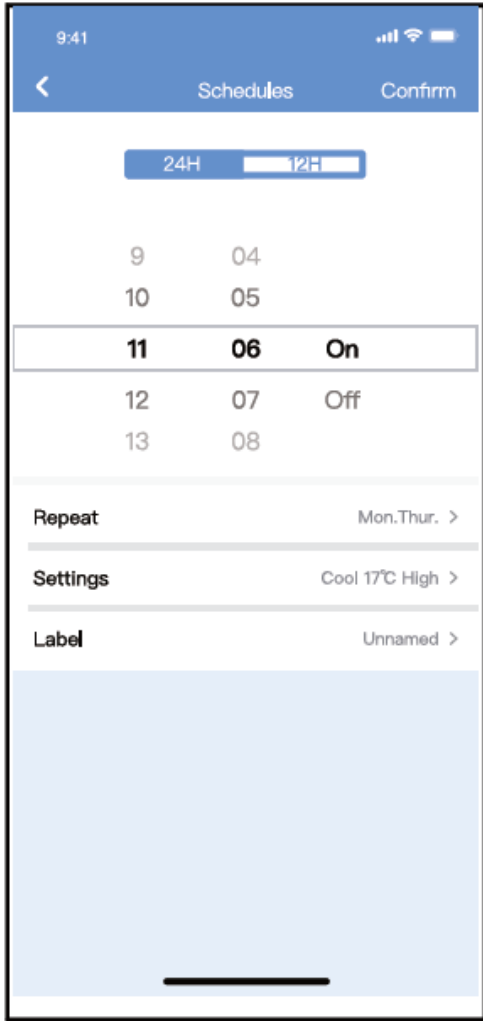 9:41
Schedules Confirm
24H 12H
9 04
10 05
11 06 On
12 07 Off
13 08
Repeat Mon.Thur. >
Settings Cool 17℃ High >
Label Unnamed >